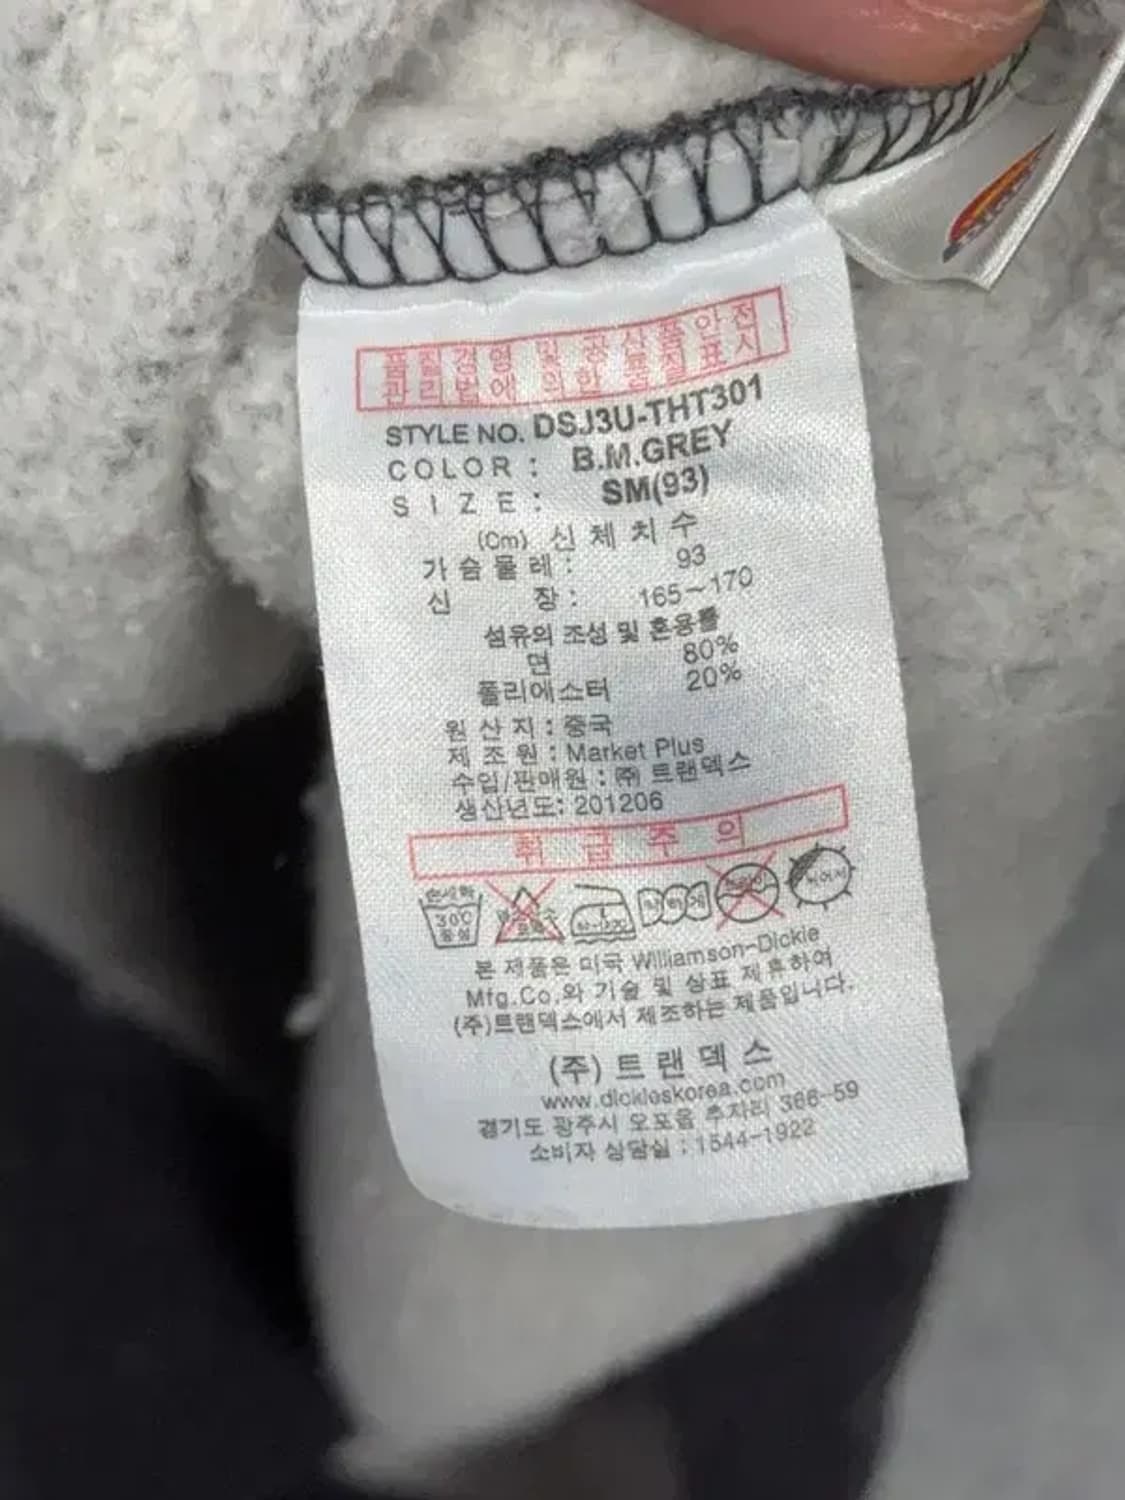 품질경영 및 공산품안전
관리법에 의한 품질표시
STYLE NO. DSJ3U-THT301
COLOR : B.M.GREY
SIZE : SM(93)
(Cm) 신체치수
가슴둘레 : 93
신 장 : 165~170
섬유의 조성 및 혼용률
면 80%
폴리에스터 20%
원산지 : 중국
제조원 : Market Plus
수입/판매원 : ㈜ 트랜덱스
생산년도: 201206
취급주의
손세탁
30℃
중성
본 제품은 미국 Williamson-Dickie
Mfg.Co.와 기술 및 상표 제휴하여
(주)트랜덱스에서 제조하는 제품입니다.
(주) 트랜덱스
www.dickieskorea.com
경기도 광주시 오포읍 추자리 366-59
소비자 상담실 : 1544-1922